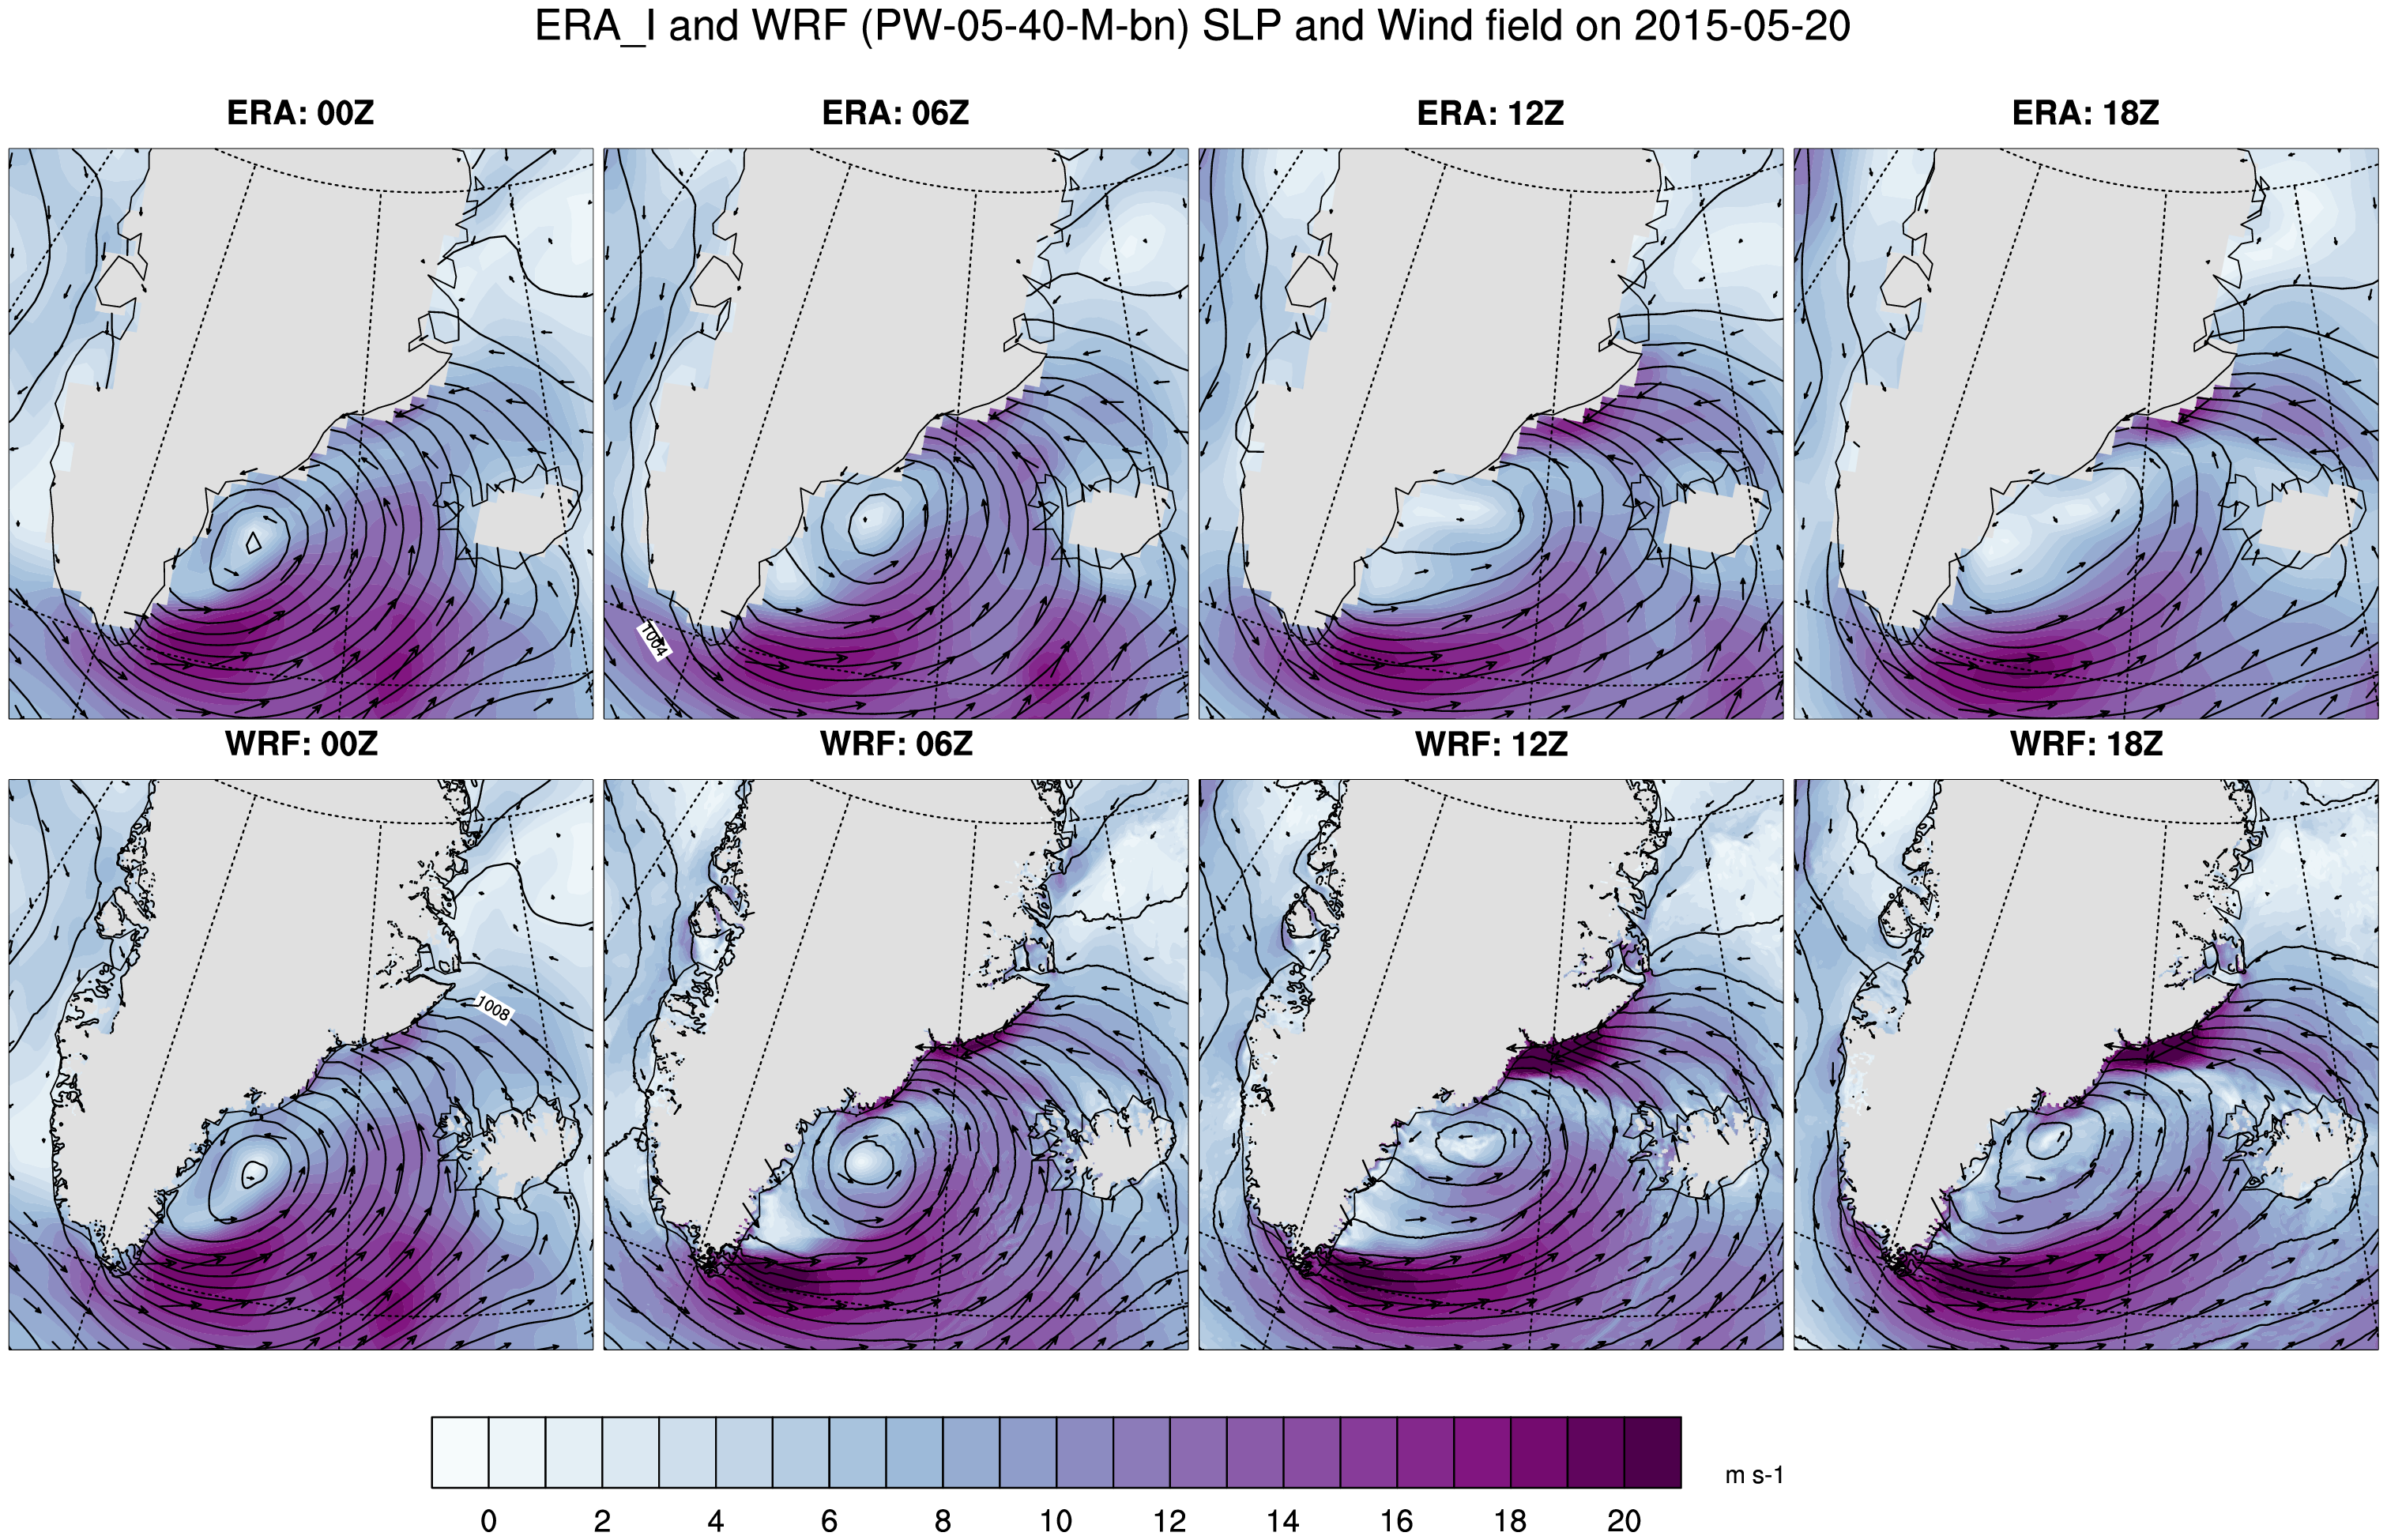 ERA_I and WRF (PW-05-40-M-bn) SLP and Wind field on 2015-05-20
ERA: 00Z
ERA: 06Z
ERA: 12Z
ERA: 18Z
1004
WRF: 00Z
WRF: 06Z
WRF: 12Z
WRF: 18Z
1008
m s-1
0 2 4 6 8 10 12 14 16 18 20